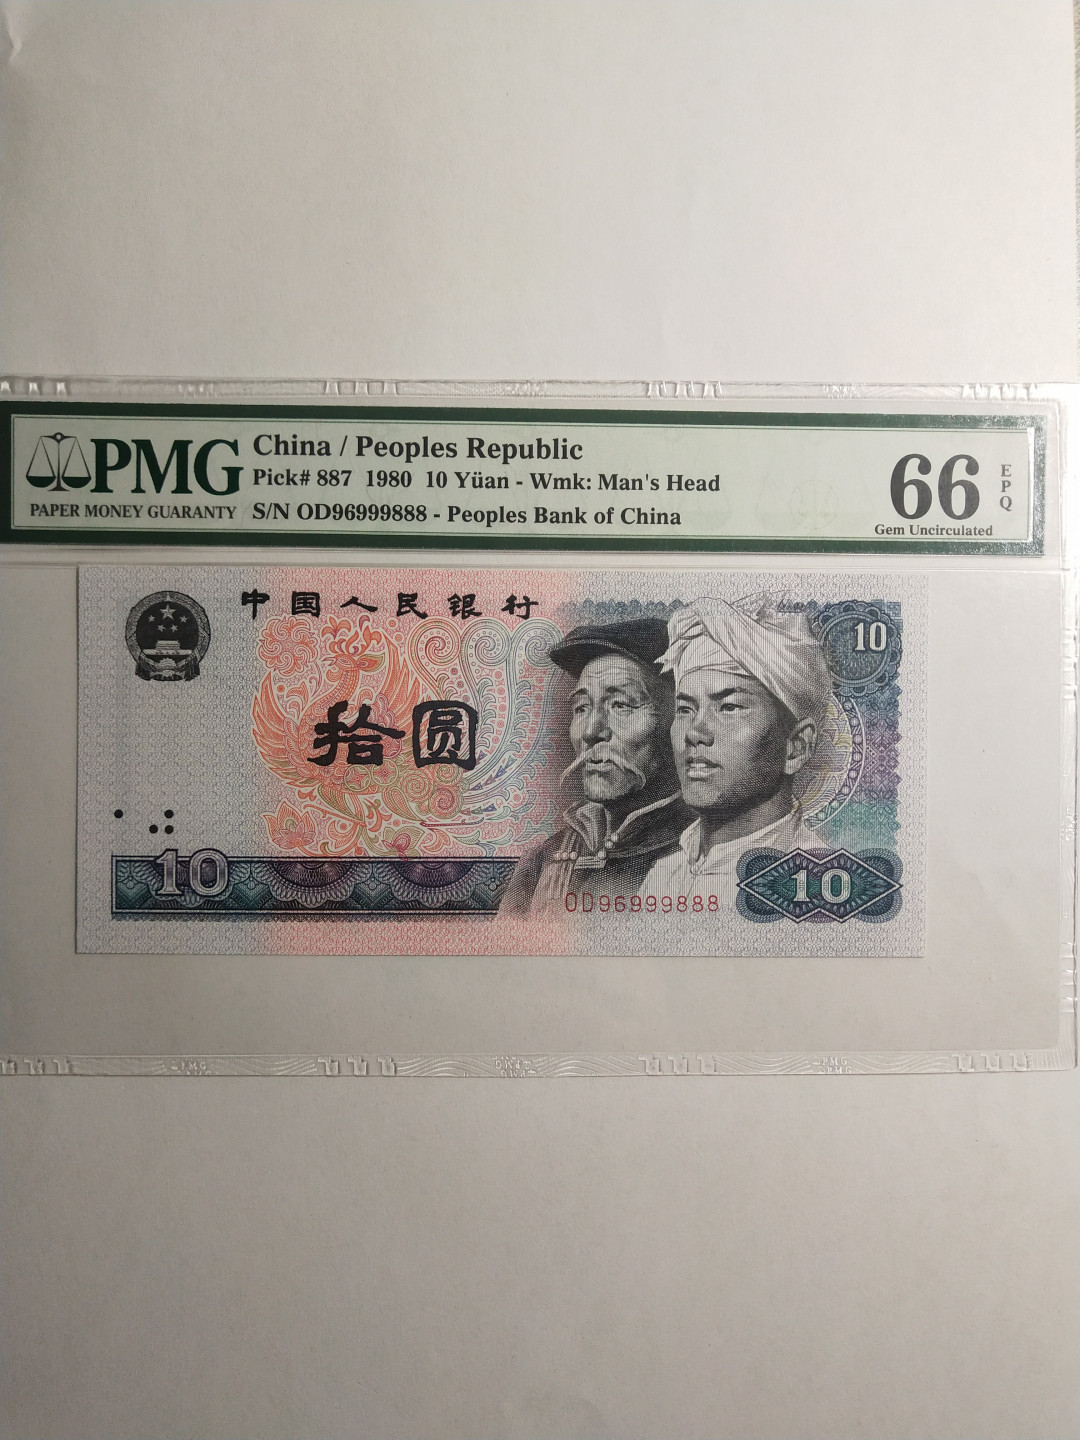 PMG
PAPER MONEY GUARANTY
China / Peoples Republic
Pick# 887 1980 10 Yüan - Wmk: Man's Head
S/N OD96999888 - Peoples Bank of China
66
EPQ
Gem Uncirculated
中国人民银行
10
拾圆
10
OD96999888
10